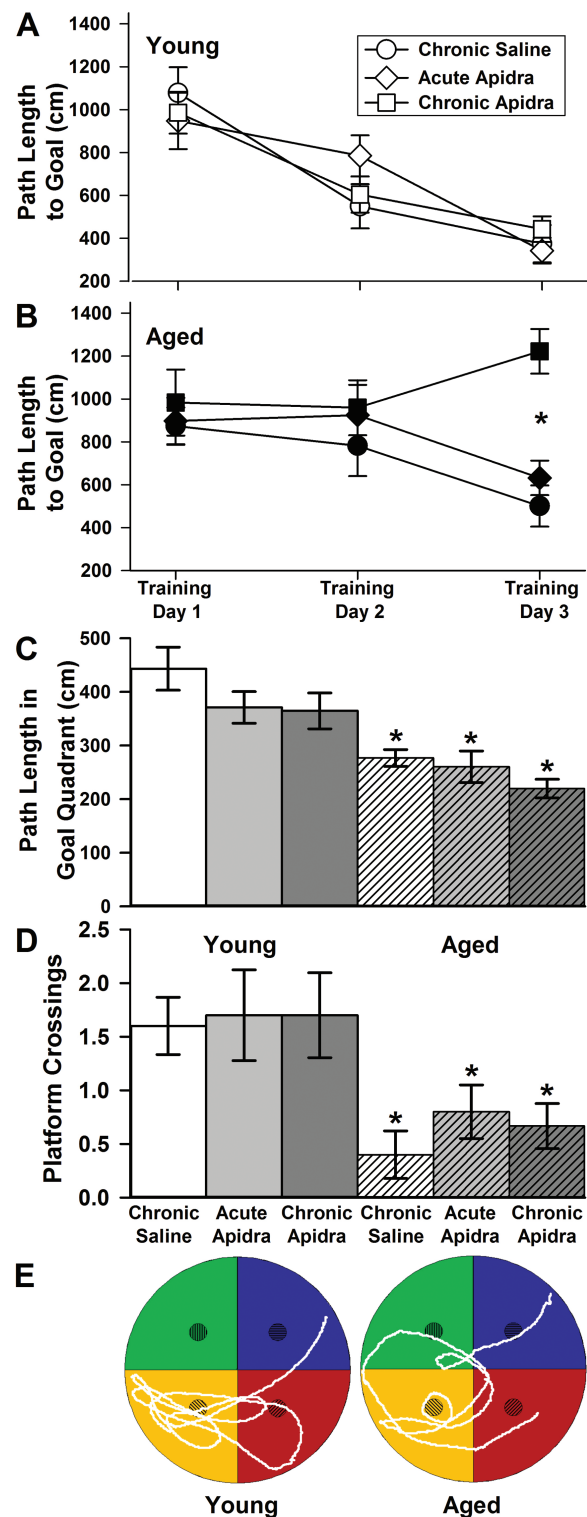 A
Young
Chronic Saline
Acute Apidra
Chronic Apidra
Path Length
to Goal (cm)
1400
1200
1000
800
600
400
200
B
Aged
*
Path Length
to Goal (cm)
1400
1200
1000
800
600
400
200
Training
Day 1
Training
Day 2
Training
Day 3
C
Path Length in
Goal Quadrant (cm)
500
400
300
200
100
0
* * *
D
Young Aged
Platform Crossings
2.5
2.0
1.5
1.0
0.5
0.0
* * *
Chronic
Saline
Acute
Apidra
Chronic
Apidra
Chronic
Saline
Acute
Apidra
Chronic
Apidra
E
Young
Aged